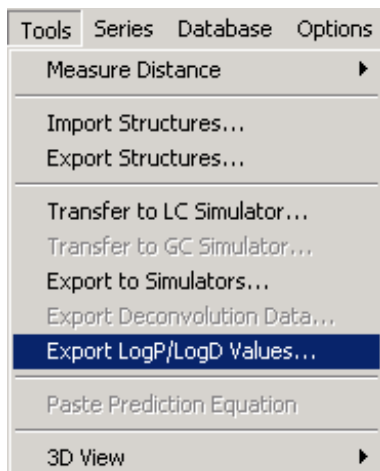 Tools Series Database Options
Measure Distance
Import Structures...
Export Structures...
Transfer to LC Simulator...
Transfer to GC Simulator...
Export to Simulators...
Export Deconvolution Data...
Export LogP/LogD Values...
Paste Prediction Equation
3D View